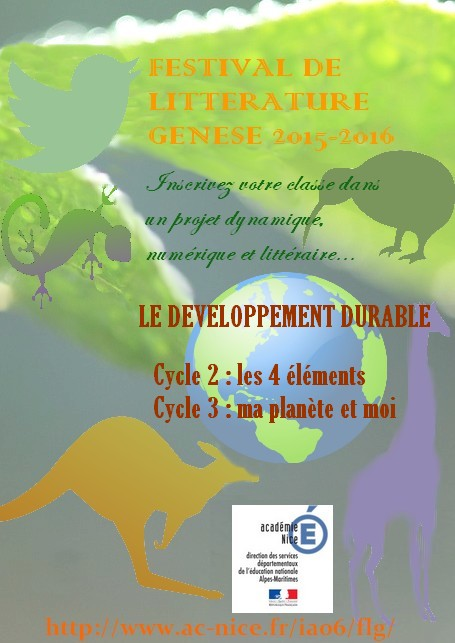 FESTIVAL DE
LITTERATURE
GENESE 2015-2016
Inscrivez votre classe dans
un projet dynamique,
numérique et littéraire...
LE DEVELOPPEMENT DURABLE
Cycle 2 : les 4 éléments
Cycle 3 : ma planète et moi
académie
Nice
É
direction des services
départementaux
de l'éducation nationale
Alpes-Maritimes
http://www.ac-nice.fr/ia06/flg/